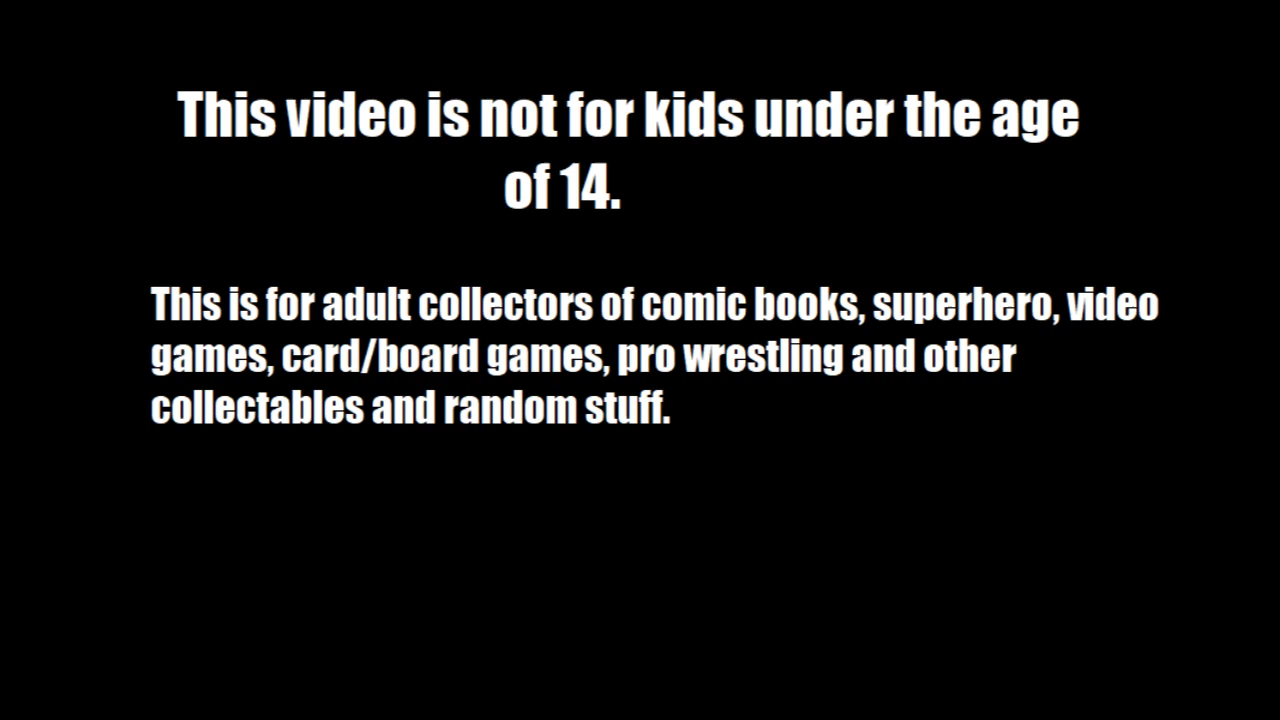 This video is not for kids under the age
of 14.
This is for adult collectors of comic books, superhero, video
games, card/board games, pro wrestling and other
collectables and random stuff.